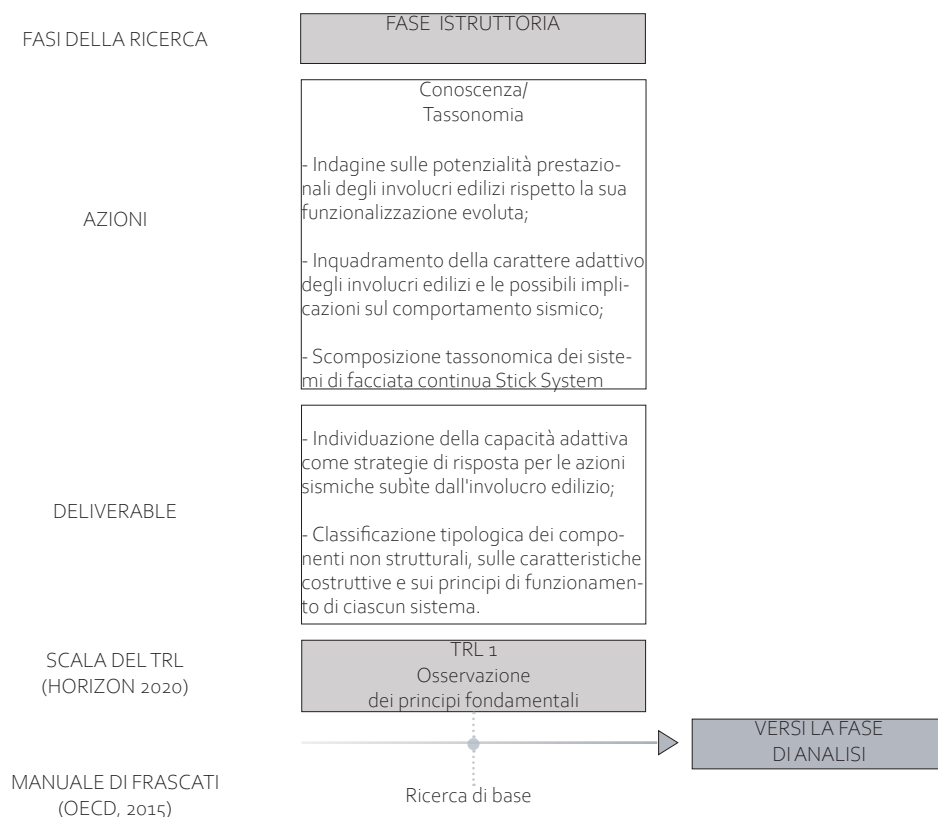 FASI DELLA RICERCA
FASE ISTRUTTORIA
AZIONI
Conoscenza/
Tassonomia
- Indagine sulle potenzialità prestazio-
nali degli involucri edilizi rispetto la sua
funzionalizzazione evoluta;
- Inquadramento della carattere adattivo
degli involucri edilizi e le possibili impli-
cazioni sul comportamento sismico;
- Scomposizione tassonomica dei siste-
mi di facciata continua Stick System
DELIVERABLE
- Individuazione della capacità adattiva
come strategie di risposta per le azioni
sismiche subìte dall'involucro edilizio;
- Classificazione tipologica dei compo-
nenti non strutturali, sulle caratteristiche
costruttive e sui principi di funzionamen-
to di ciascun sistema.
SCALA DEL TRL
(HORIZON 2020)
TRL 1
Osservazione
dei principi fondamentali
VERSI LA FASE
DI ANALISI
MANUALE DI FRASCATI
(OECD, 2015)
Ricerca di base